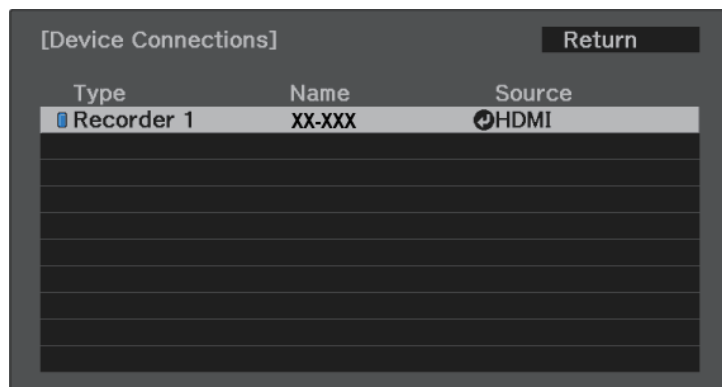 [Device Connections] Return
Type Name Source
Recorder 1 XX-XXX HDMI